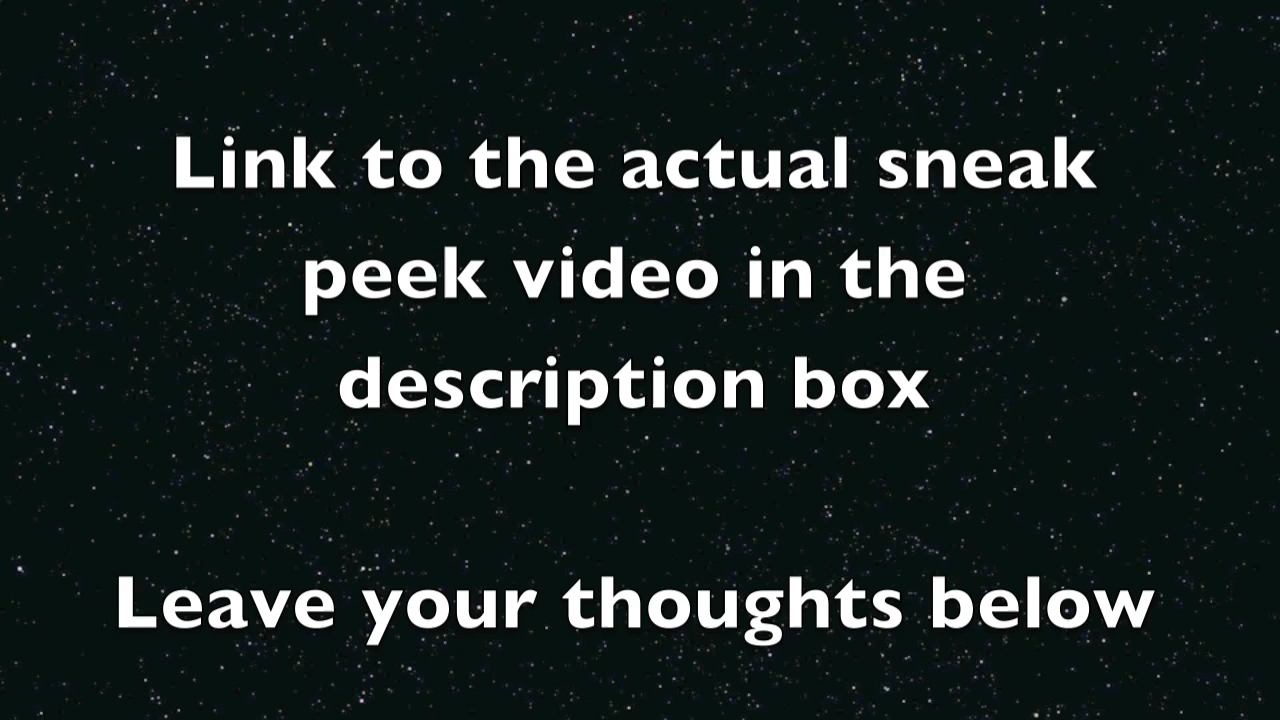 Link to the actual sneak
peek video in the
description box
Leave your thoughts below